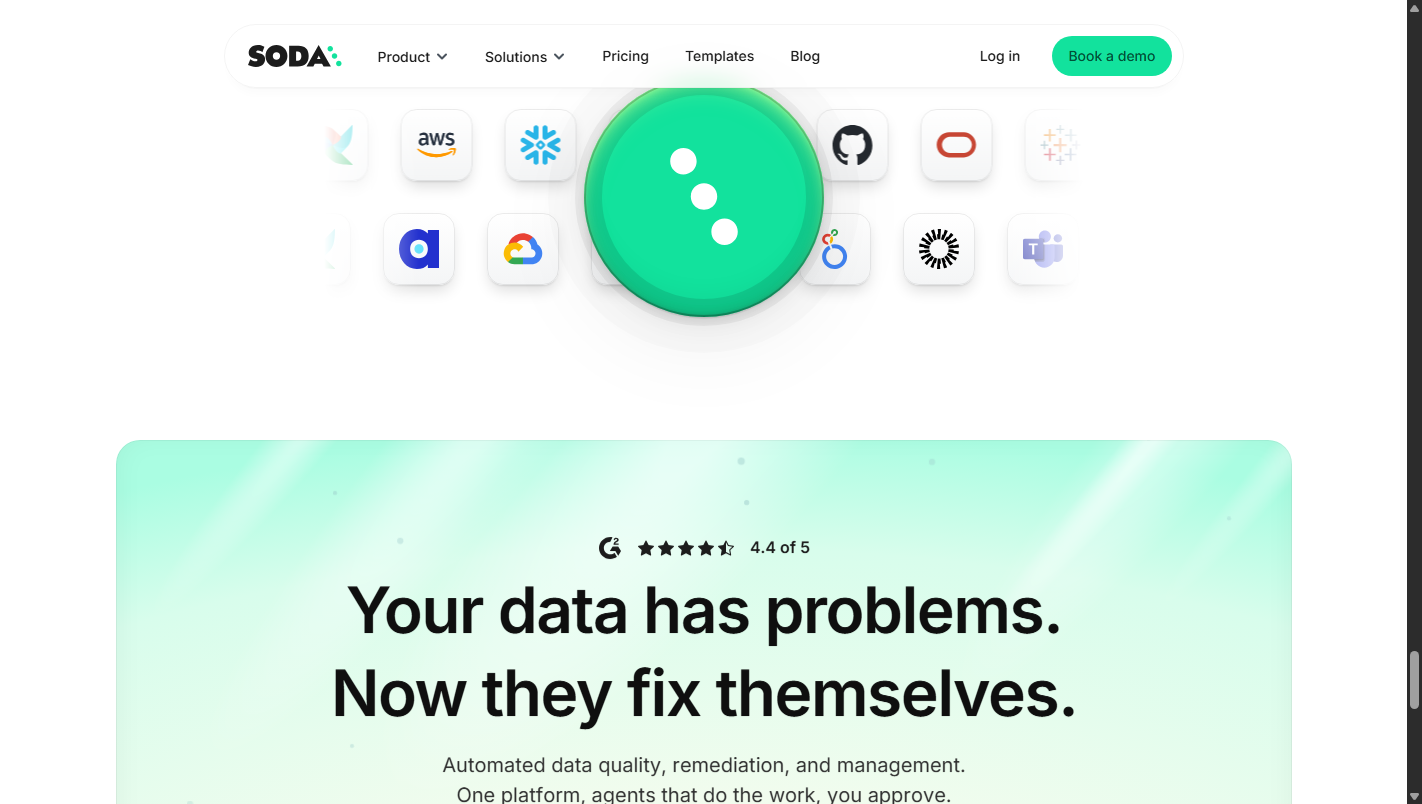 SODA
Product
Solutions
Pricing
Templates
Blog
Log in
Book a demo
aws
T
G2
4.4 of 5
Your data has problems.
Now they fix themselves.
Automated data quality, remediation, and management.
One platform, agents that do the work, you approve.